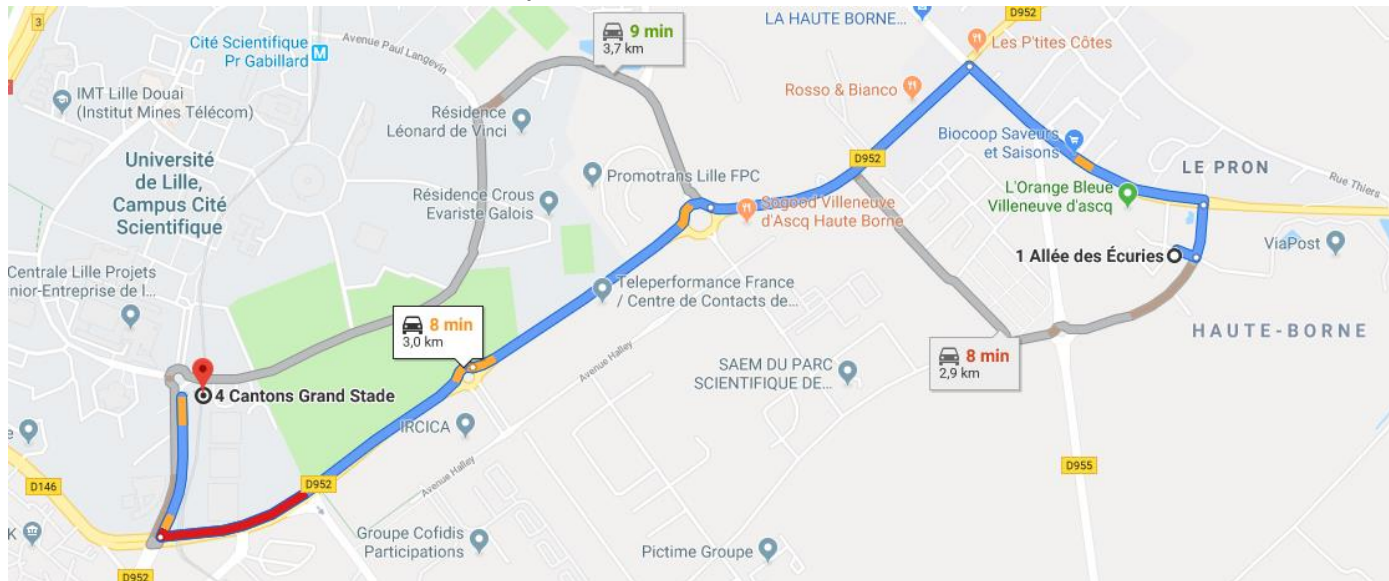 3
Cité Scientifique
Pr Gabillard
M
Avenue Paul Langevin
9 min
3,7 km
LA HAUTE BORNE...
D952
Les P'tites Côtes
IMT Lille Douai
(Institut Mines Télécom)
Résidence
Léonard de Vinci
Rosso & Bianco
Biocoop Saveurs
et Saisons
Université
de Lille,
Campus Cité
Scientifique
Promotrans Lille FPC
D952
LE PRON
Rue Thiers
Résidence Crous
Evariste Galois
Sogood Villeneuve
d'Ascq Haute Borne
L'Orange Bleue
Villeneuve d'ascq
ViaPost
1 Allée des Écuries
Centrale Lille Projets
nior-Entreprise de l...
Teleperformance France
/ Centre de Contacts de...
8 min
3,0 km
HAUTE-BORNE
Avenue Halley
SAEM DU PARC
SCIENTIFIQUE DE...
8 min
2,9 km
4 Cantons Grand Stade
IRCICA
D952
Avenue Halley
D955
D146
Groupe Cofidis
Participations
Pictime Groupe
K
D952